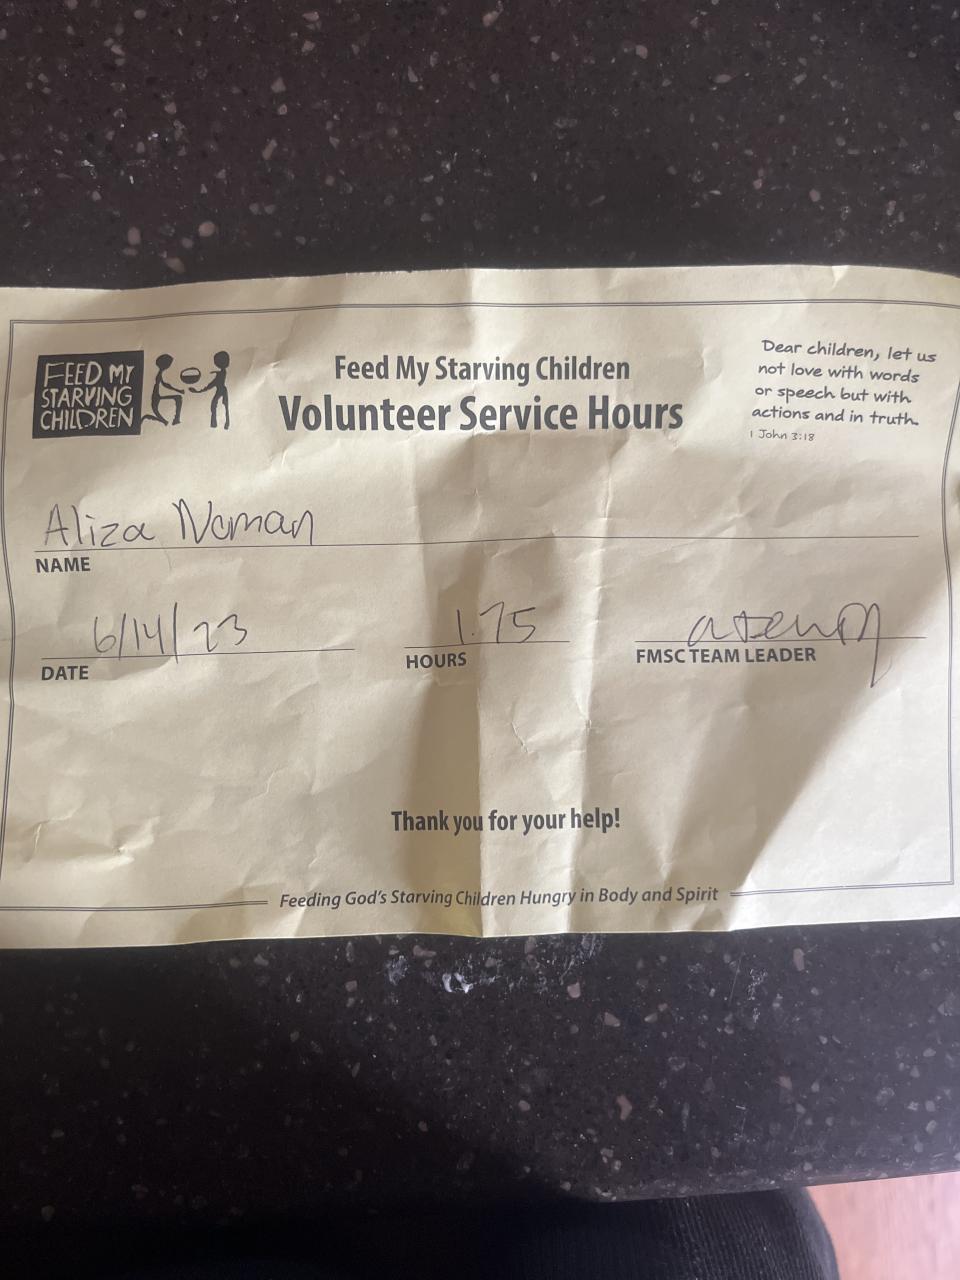 FEED MY
STARVING
CHILDREN
Feed My Starving Children
Volunteer Service Hours
Dear children, let us
not love with words
or speech but with
actions and in truth.
1 John 3:18
Aliza Noman
NAME
6/14/23
DATE
1.75
HOURS
FMSC TEAM LEADER
Thank you for your help!
Feeding God's Starving Children Hungry in Body and Spirit